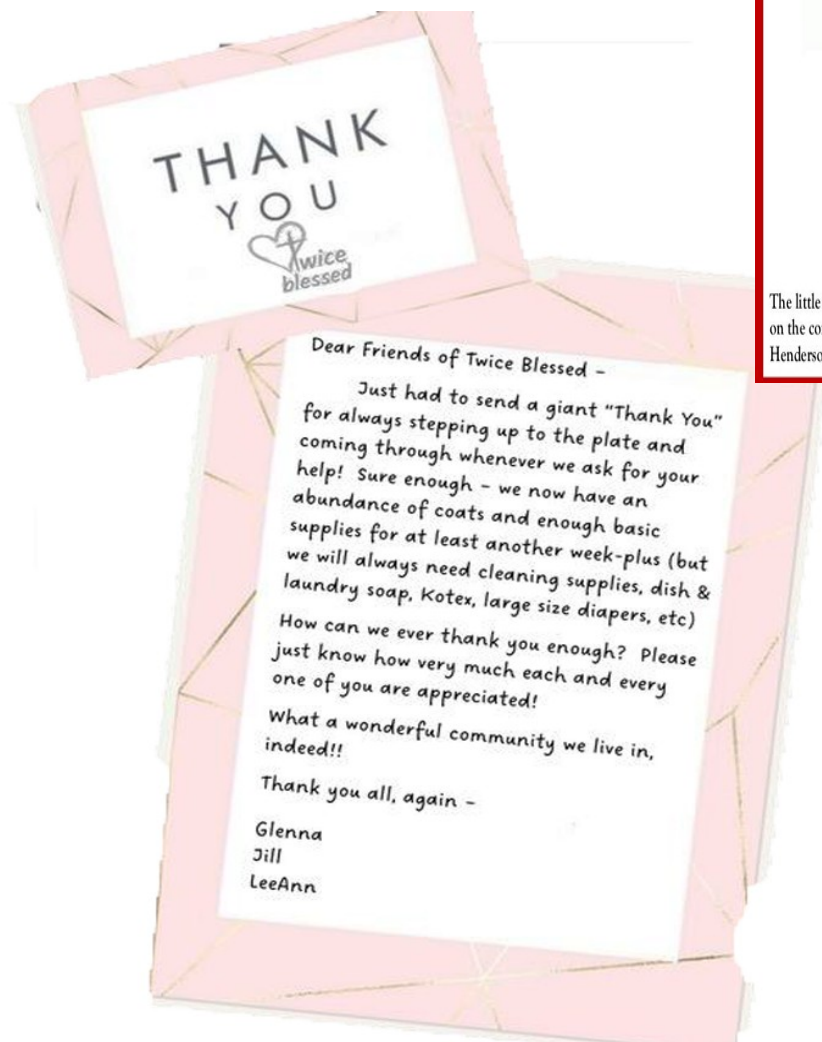 THANK
YOU
Twice
blessed
Dear Friends of Twice Blessed –
Just had to send a giant "Thank You"
for always stepping up to the plate and
coming through whenever we ask for your
help! Sure enough – we now have an
abundance of coats and enough basic
supplies for at least another week-plus (but
we will always need cleaning supplies, dish &
laundry soap, Kotex, large size diapers, etc)
How can we ever thank you enough? Please
just know how very much each and every
one of you are appreciated!
What a wonderful community we live in,
indeed!!
Thank you all, again –
Glenna
Jill
LeeAnn
The little
on the